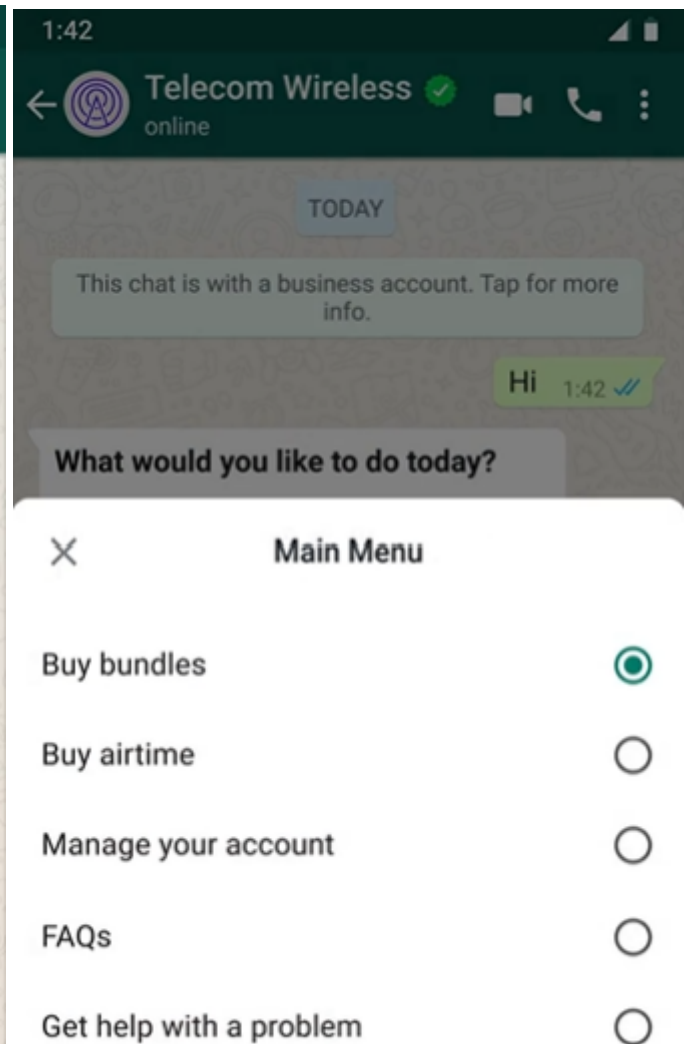 1:42
Telecom Wireless
online
TODAY
This chat is with a business account. Tap for more
info.
Hi 1:42
What would you like to do today?
Main Menu
Buy bundles
Buy airtime
Manage your account
FAQs
Get help with a problem